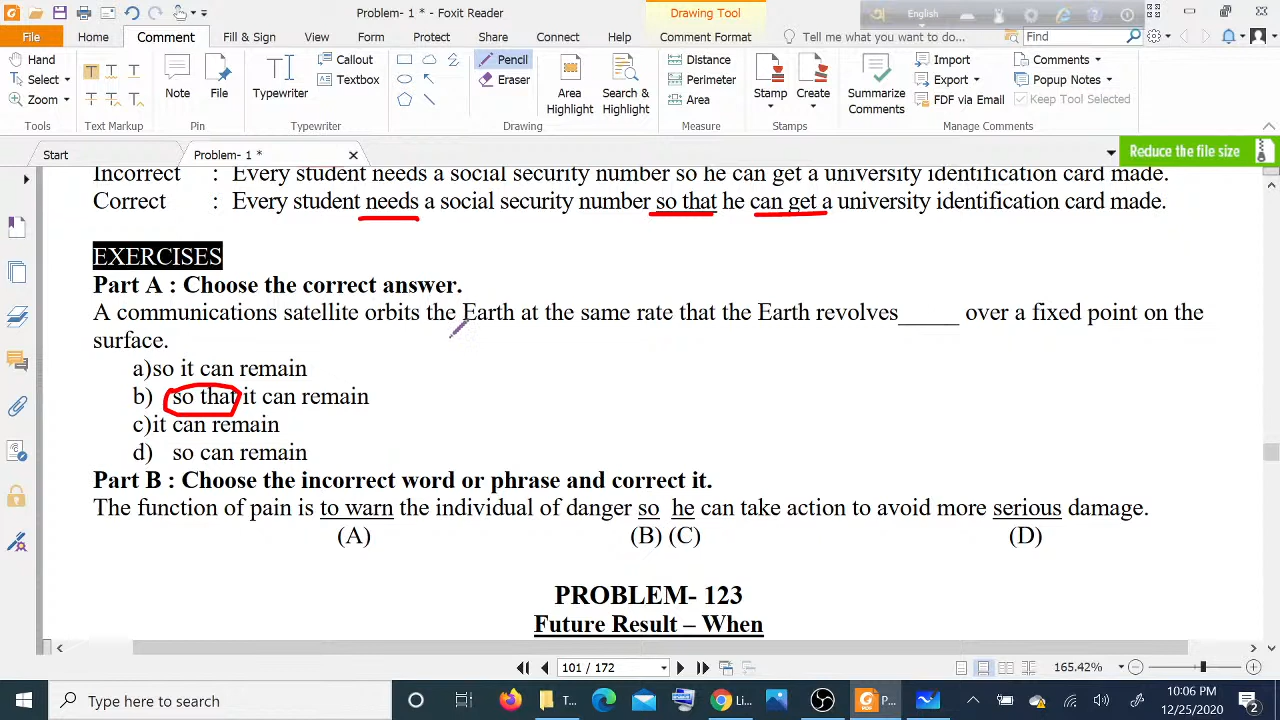 Problem- 1 * - Foxit Reader
Drawing Tool
English
File Home Comment Fill & Sign View Form Protect Share Connect Help Comment Format Tell me what you want to do... Find
Hand
Select
Zoom
Tools
Text Markup
Note
File
Pin
Typewriter
Callout
Textbox
Typewriter
Pencil
Eraser
Area Highlight
Search & Highlight
Drawing
Distance
Perimeter
Area
Measure
Stamp
Create
Stamps
Summarize Comments
Import
Export
FDF via Email
Comments
Popup Notes
Keep Tool Selected
Manage Comments
Start
Problem- 1 *
Reduce the file size
Incorrect : Every student needs a social security number so he can get a university identification card made.
Correct : Every student needs a social security number so that he can get a university identification card made.
EXERCISES
Part A : Choose the correct answer.
A communications satellite orbits the Earth at the same rate that the Earth revolves_____ over a fixed point on the
surface.
a)so it can remain
b) so that it can remain
c)it can remain
d) so can remain
Part B : Choose the incorrect word or phrase and correct it.
The function of pain is to warn the individual of danger so he can take action to avoid more serious damage.
(A) (B) (C) (D)
PROBLEM- 123
Future Result – When
101 / 172
165.42%
Type here to search
T...
Li...
P...
10:06 PM
12/25/2020
2